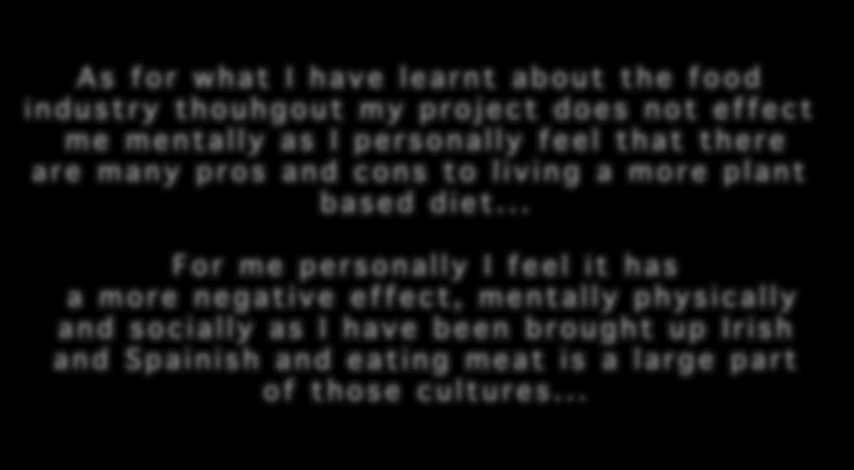 As for what I have learnt about the food
industry thouhgout my project does not effect
me mentally as I personally feel that there
are many pros and cons to living a more plant
based diet...
For me personally I feel it has
a more negative effect, mentally physically
and socially as I have been brought up Irish
and Spainish and eating meat is a large part
of those cultures...